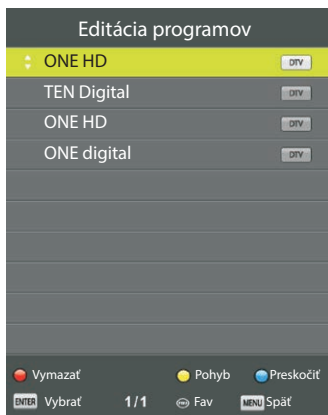 Editácia programov
ONE HD DTV
TEN Digital DTV
ONE HD DTV
ONE digital DTV
Vymazať Pohyb Preskočiť
ENTER Vybrať 1/1 Fav MENU Späť